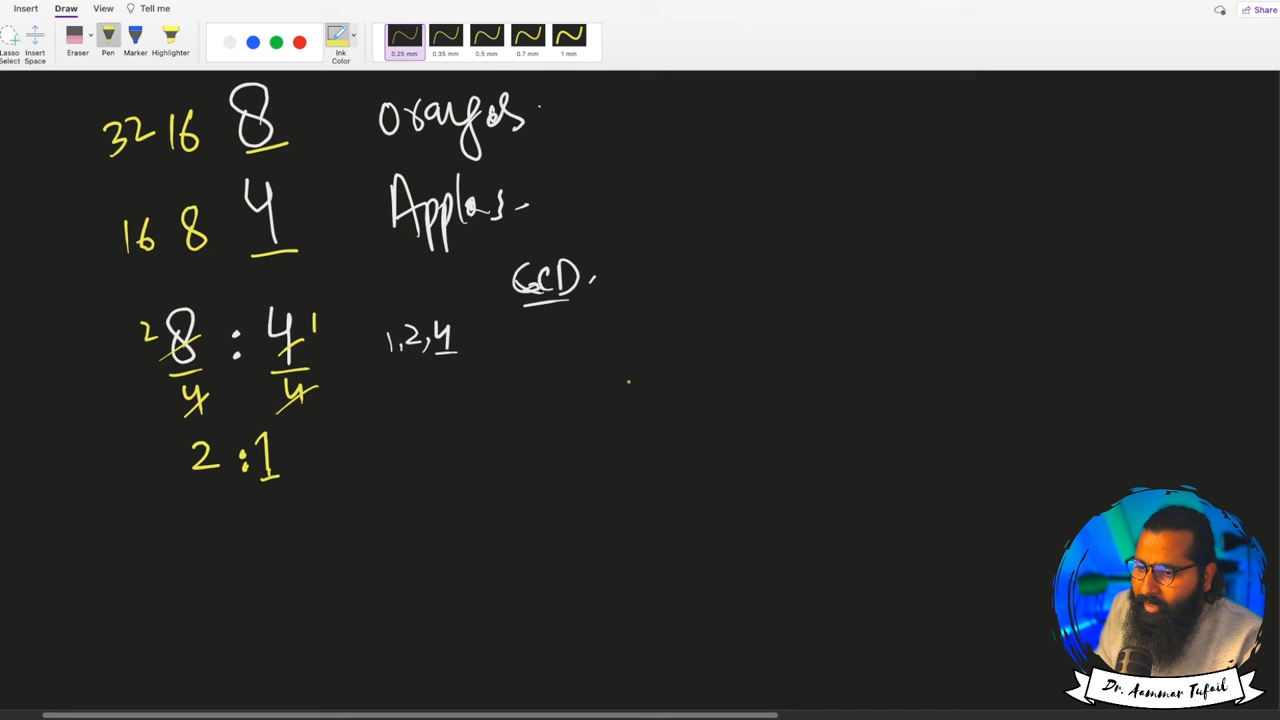 Insert Draw View Tell me
Share
Lasso Select
Insert Space
Eraser
Pen
Marker
Highlighter
Ink Color
0.25 mm
0.35 mm
0.5 mm
0.7 mm
1 mm
32 16 8 Oranges.
16 8 4 Apples.
GCD.
2 8 : 4 1 1, 2, 4
4 4
2 : 1
Dr. Aammar Tufail